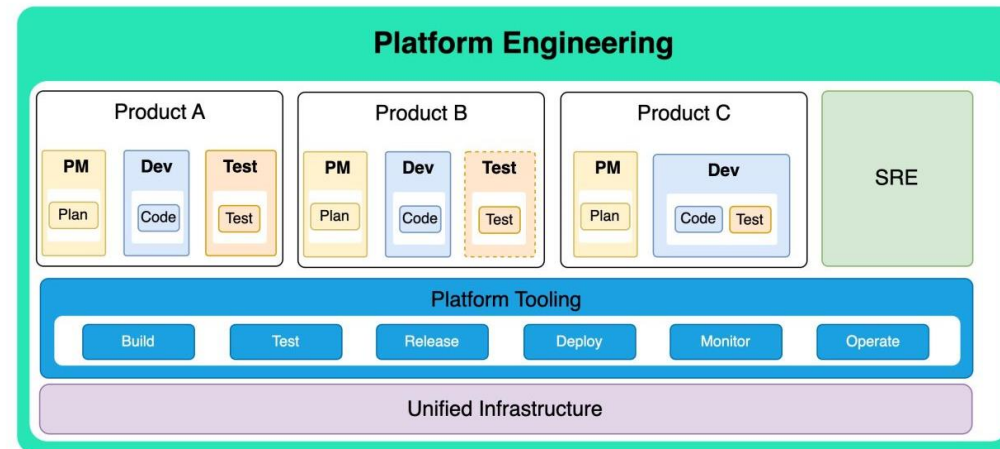 Platform Engineering
Product A
PM
Dev
Test
Plan
Code
Test
Product B
PM
Dev
Test
Plan
Code
Test
Product C
PM
Dev
Plan
Code
Test
SRE
Platform Tooling
Build
Test
Release
Deploy
Monitor
Operate
Unified Infrastructure